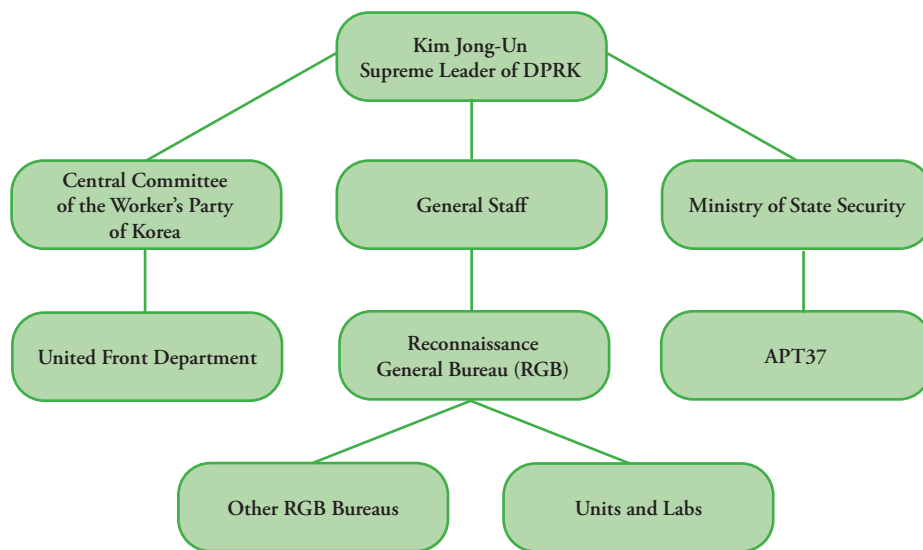 Kim Jong-Un
Supreme Leader of DPRK
Central Committee
of the Worker's Party
of Korea
General Staff
Ministry of State Security
United Front Department
Reconnaissance
General Bureau (RGB)
APT37
Other RGB Bureaus
Units and Labs